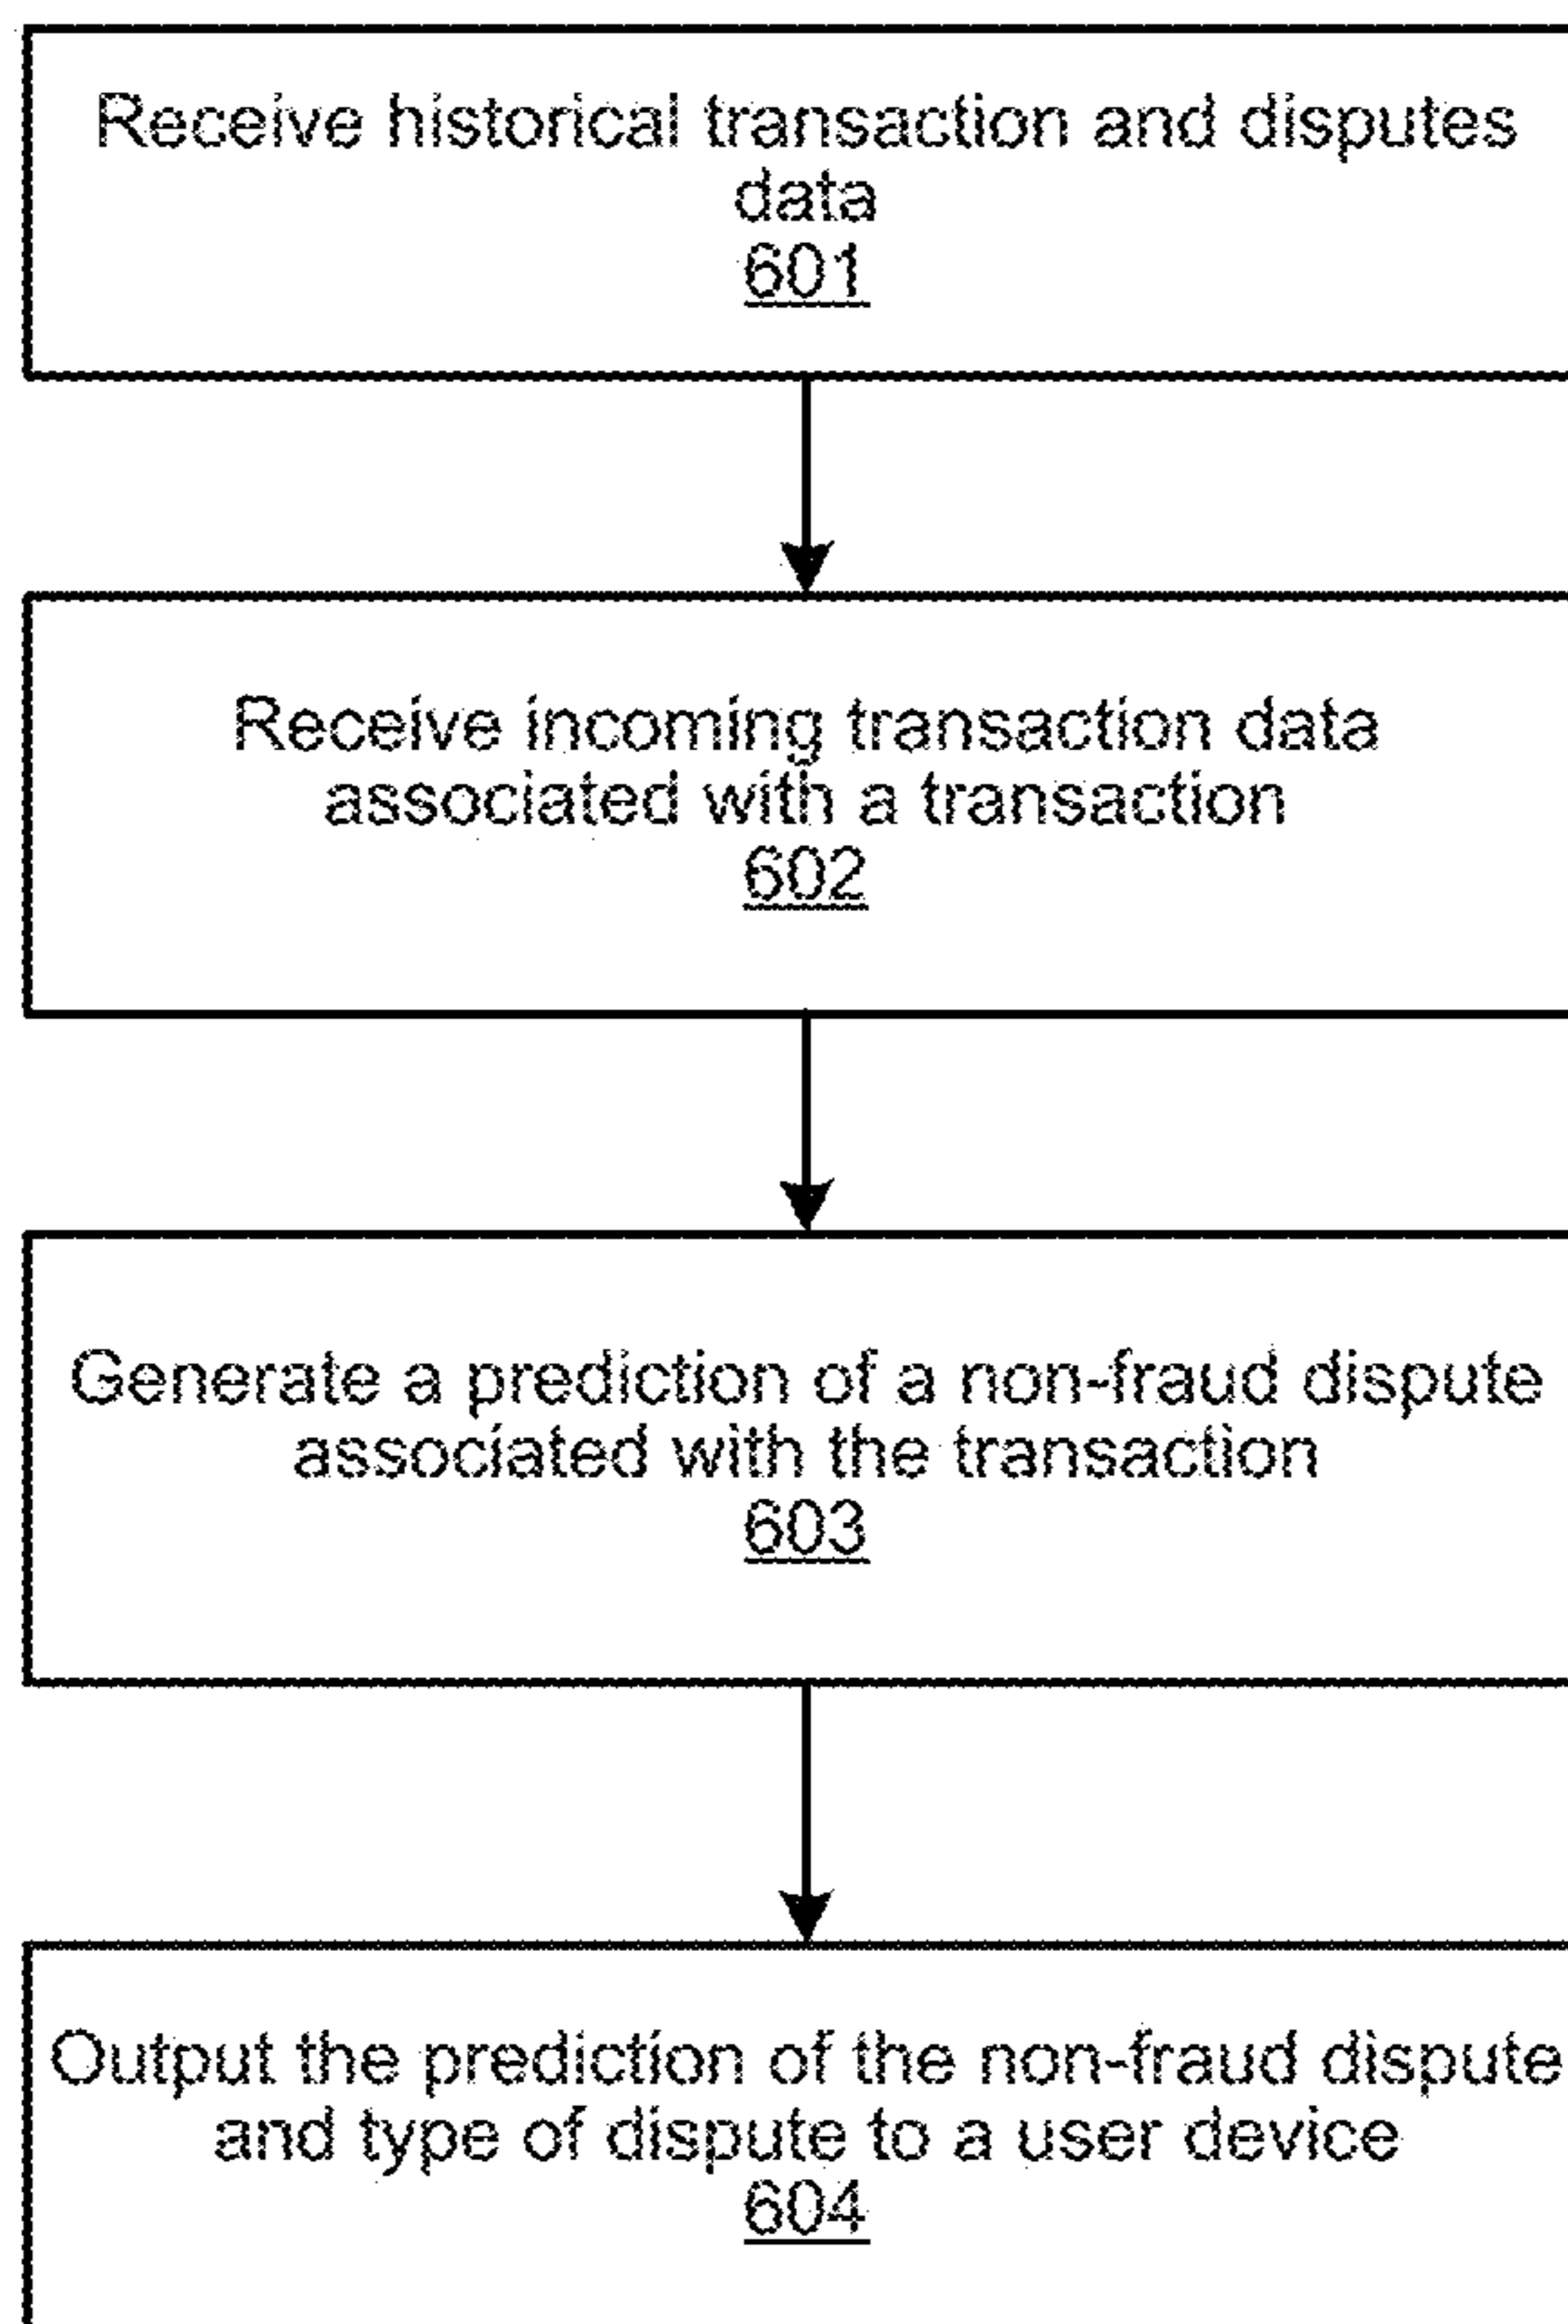 Receive historical transaction and disputes
data
601
Receive incoming transaction data
associated with a transaction
602
Generate a prediction of a non-fraud dispute
associated with the transaction
603
Output the prediction of the non-fraud dispute
and type of dispute to a user device
604